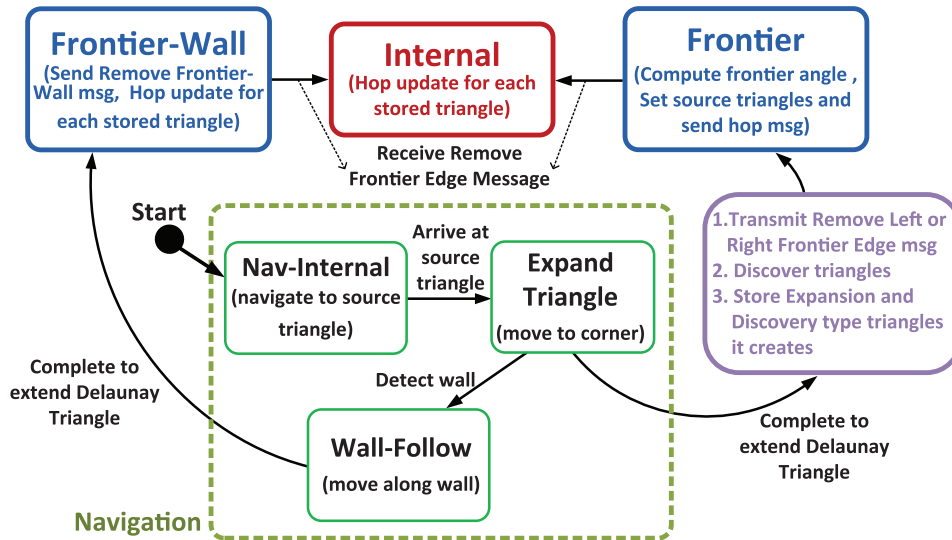 Frontier-Wall
(Send Remove Frontier-
Wall msg, Hop update for
each stored triangle)
Internal
(Hop update for each
stored triangle)
Frontier
(Compute frontier angle ,
Set source triangles and
send hop msg)
Receive Remove
Frontier Edge Message
Start
Nav-Internal
(navigate to source
triangle)
Arrive at
source
triangle
Expand
Triangle
(move to corner)
1.Transmit Remove Left or
Right Frontier Edge msg
2. Discover triangles
3. Store Expansion and
Discovery type triangles
it creates
Complete to
extend Delaunay
Triangle
Detect wall
Wall-Follow
(move along wall)
Complete to
extend Delaunay
Triangle
Navigation